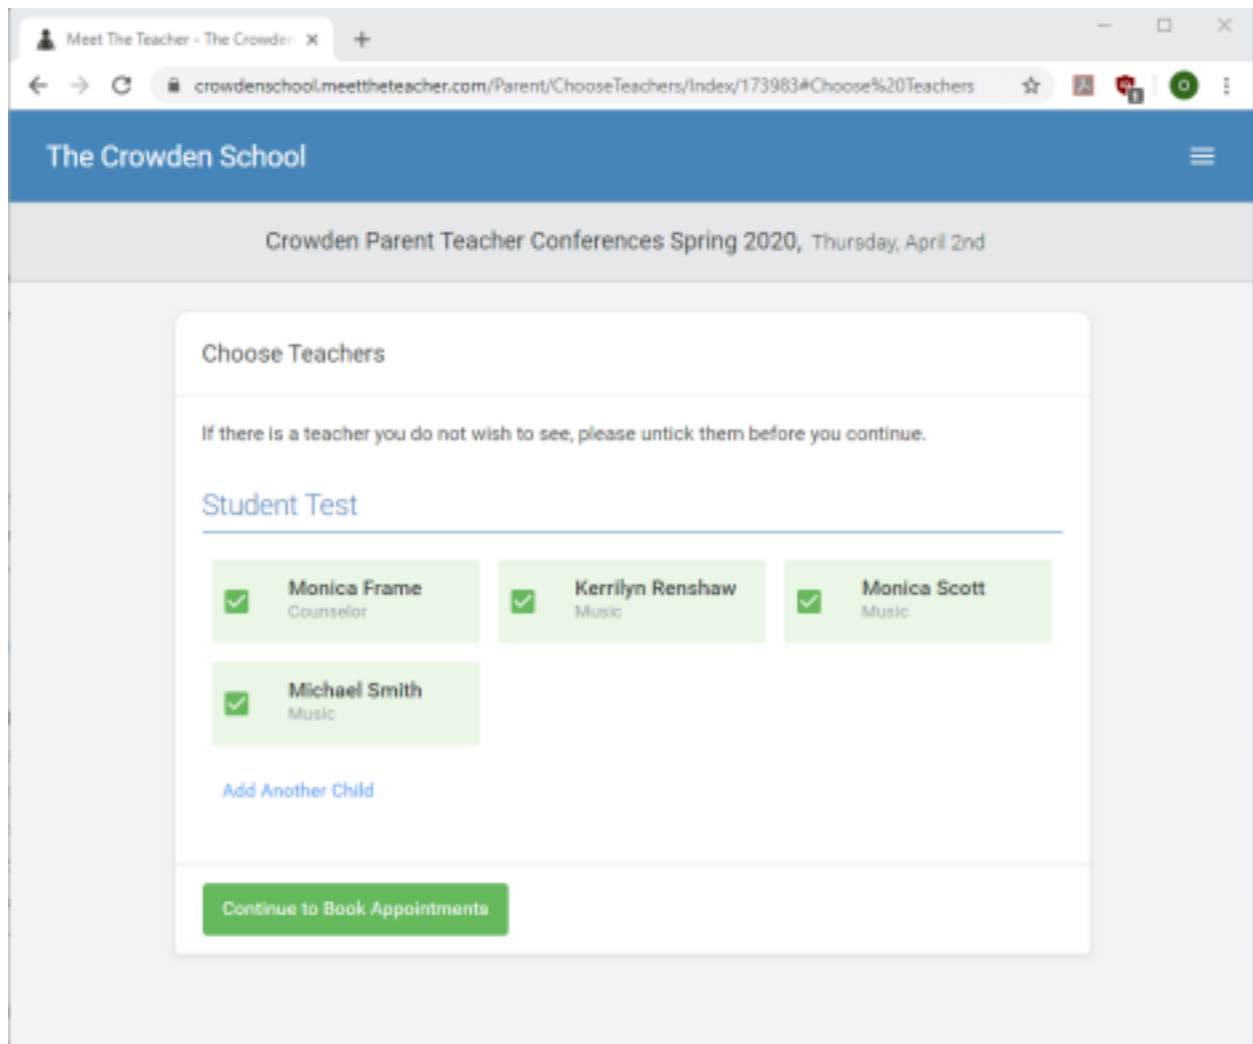 Meet The Teacher - The Crowden
crowdenschool.meettheteacher.com/Parent/ChooseTeachers/Index/173983#Choose%20Teachers
O
The Crowden School
Crowden Parent Teacher Conferences Spring 2020, Thursday, April 2nd
Choose Teachers
If there is a teacher you do not wish to see, please untick them before you continue.
Student Test
Monica Frame
Counselor
Kerrilyn Renshaw
Music
Monica Scott
Music
Michael Smith
Music
Add Another Child
Continue to Book Appointments